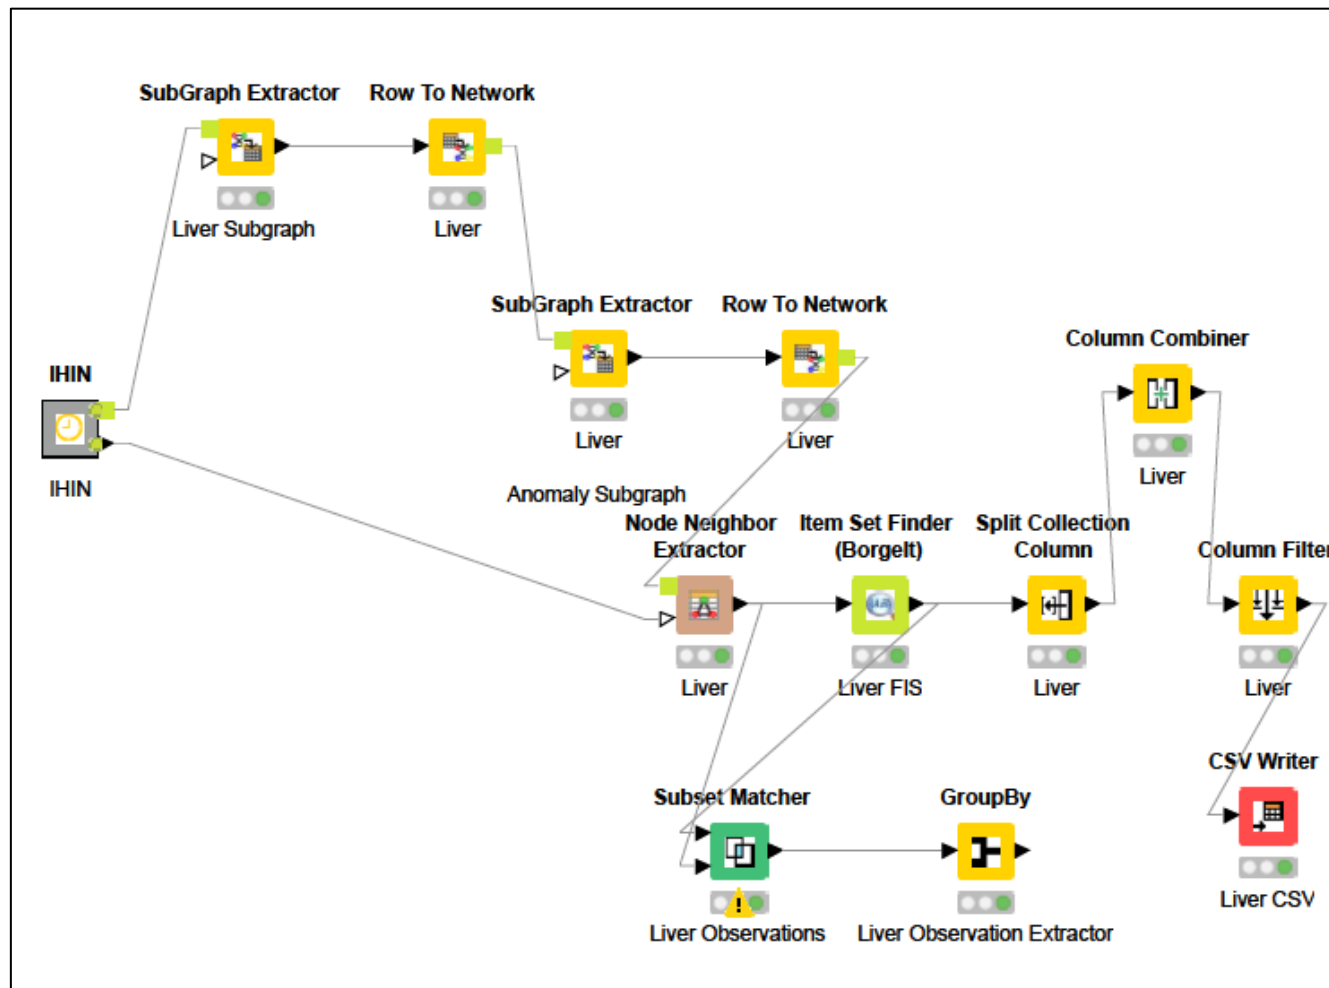 SubGraph Extractor
Row To Network
Liver Subgraph
Liver
SubGraph Extractor
Row To Network
Column Combiner
IHIN
Liver
Liver
Liver
IHIN
Anomaly Subgraph
Node Neighbor
Extractor
Item Set Finder
(Borgelt)
Split Collection
Column
Column Filter
Liver
Liver FIS
Liver
Liver
CSV Writer
Subset Matcher
GroupBy
Liver CSV
Liver Observations
Liver Observation Extractor